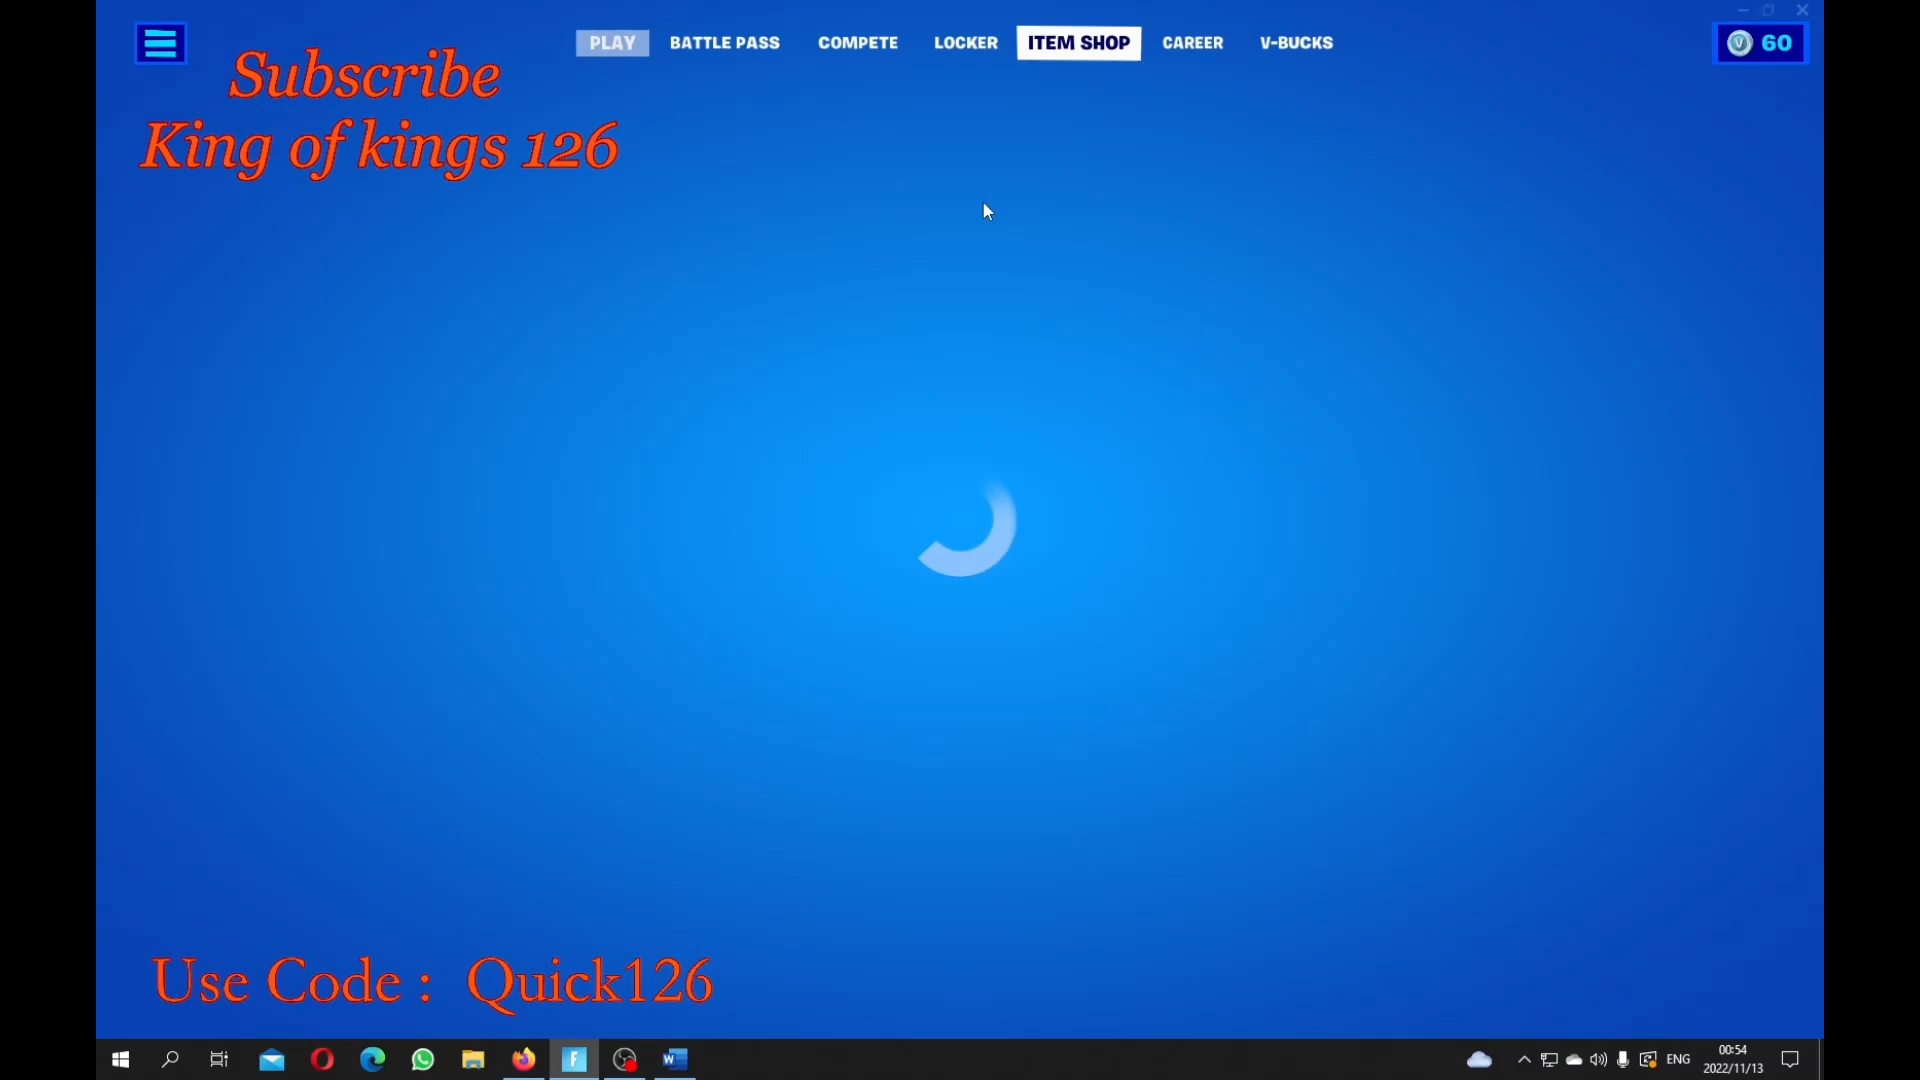 PLAY BATTLE PASS COMPETE LOCKER ITEM SHOP CAREER V-BUCKS 60
Subscribe
King of kings 126
Use Code : Quick126
ENG
00:54
2022/11/13